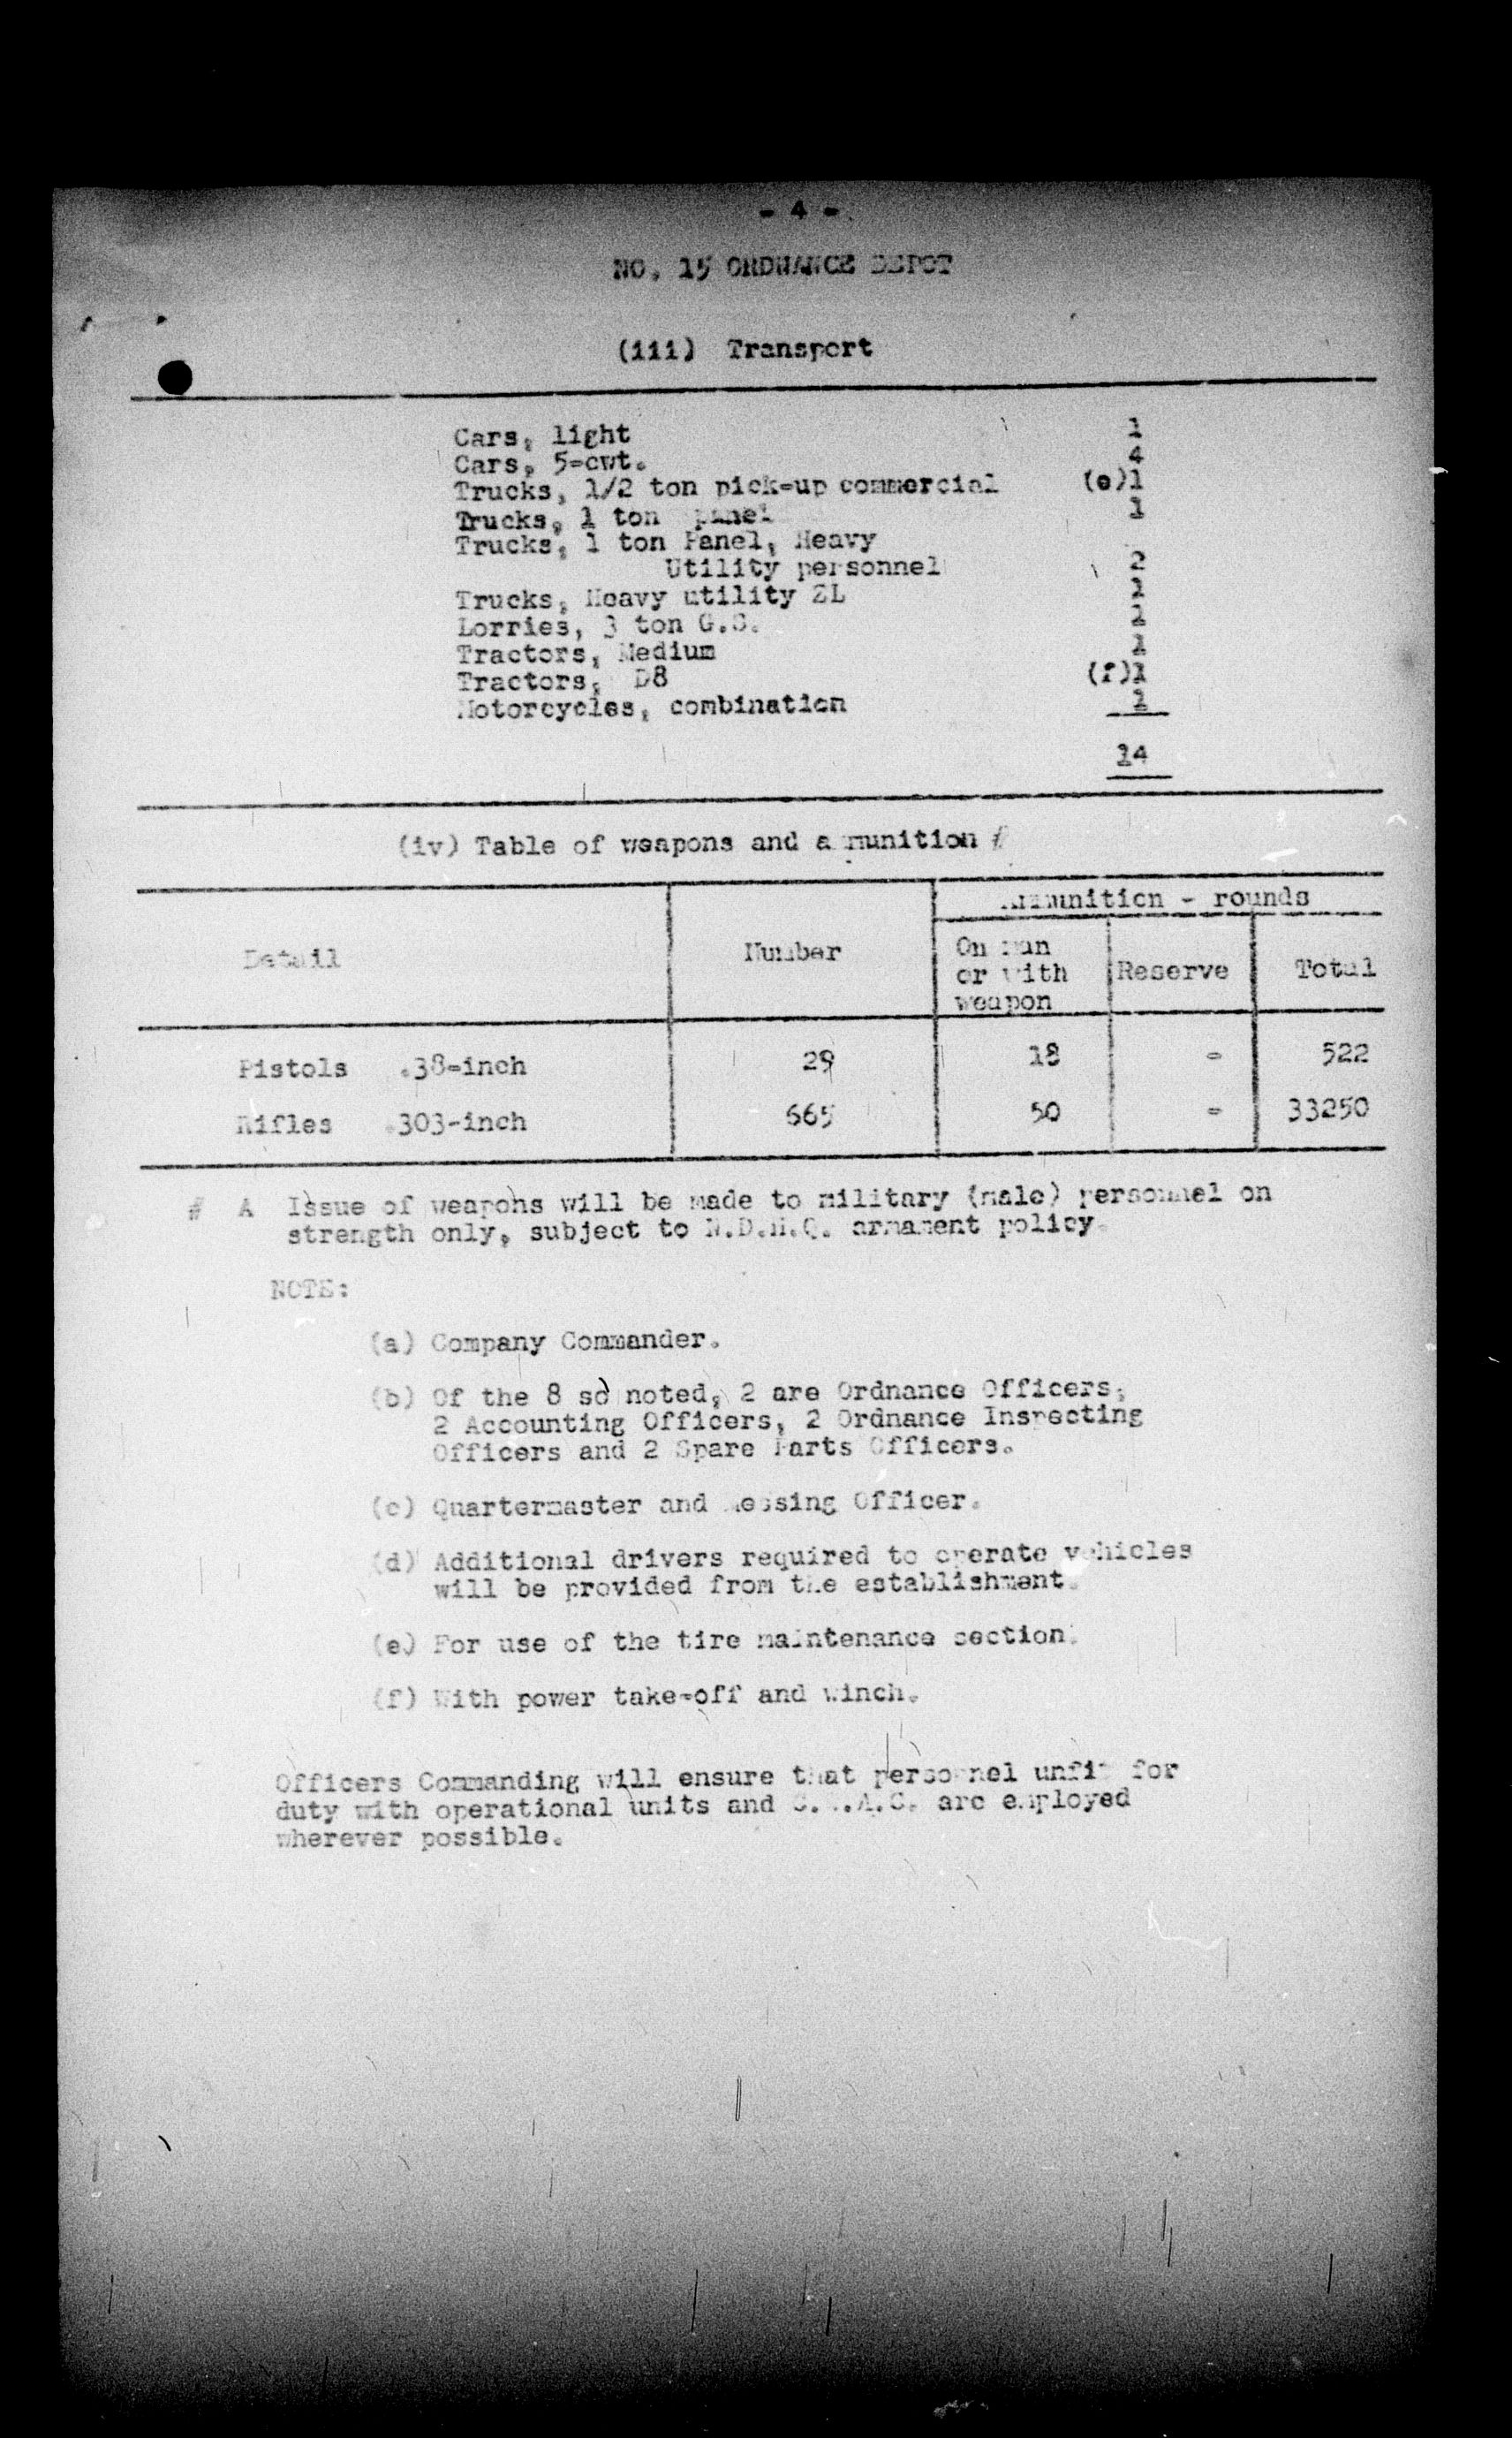 - 4 -
NO. 15 ORDNANCE DEPOT
(iii) Transport
Cars, light 1
Cars, 5-cwt. 4
Trucks, 1/2 ton pick-up commercial (e)1
Trucks, 1 ton panel 1
Trucks, 1 ton Panel, Heavy
Utility personnel 2
Trucks, Heavy utility 2L 1
Lorries, 3 ton G.S. 1
Tractors, Medium 1
Tractors, D8 (f)1
Motorcycles, combination 1
14
(iv) Table of weapons and ammunition #
Ammunition - rounds
Detail Number On man or with weapon Reserve Total
Pistols .38-inch 29 18 - 522
Rifles .303-inch 665 50 - 33250
# A Issue of weapons will be made to military (male) personnel on
strength only, subject to N.D.H.Q. armament policy.
NOTE:
(a) Company Commander.
(b) Of the 8 so noted, 2 are Ordnance Officers,
2 Accounting Officers, 2 Ordnance Inspecting
Officers and 2 Spare Parts Officers.
(c) Quartermaster and Messing Officer.
(d) Additional drivers required to operate vehicles
will be provided from the establishment.
(e) For use of the tire maintenance section.
(f) With power take-off and winch.
Officers Commanding will ensure that personnel unfit for
duty with operational units and C.W.A.C. are employed
wherever possible.